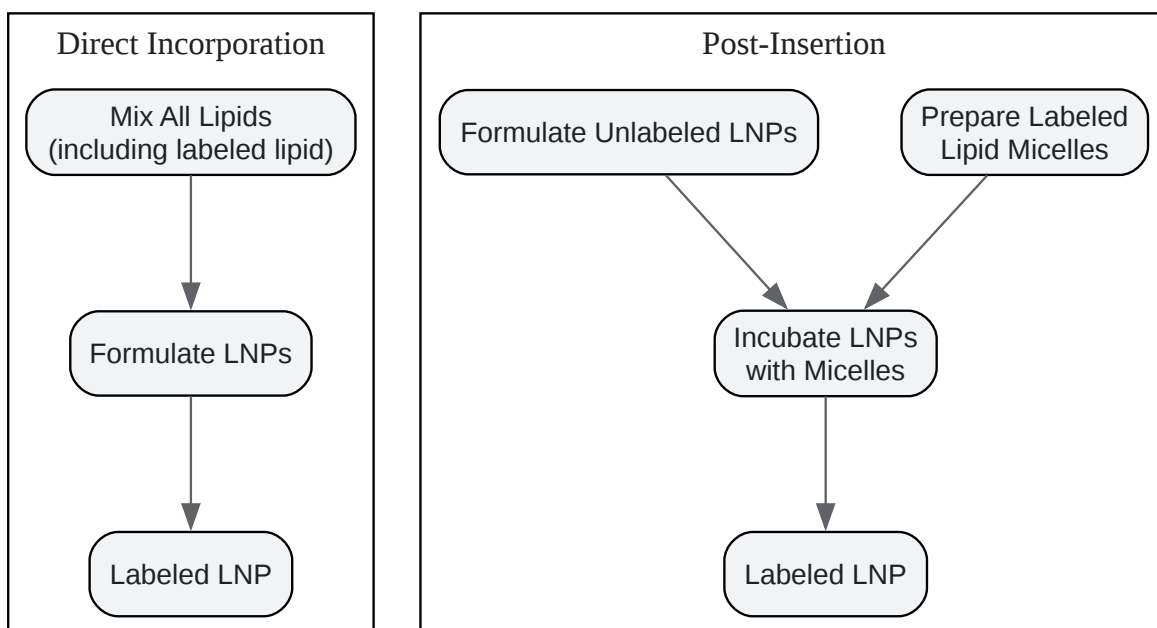 Direct Incorporation
Mix All Lipids
(including labeled lipid)
Formulate LNPs
Labeled LNP
Post-Insertion
Formulate Unlabeled LNPs
Prepare Labeled
Lipid Micelles
Incubate LNPs
with Micelles
Labeled LNP